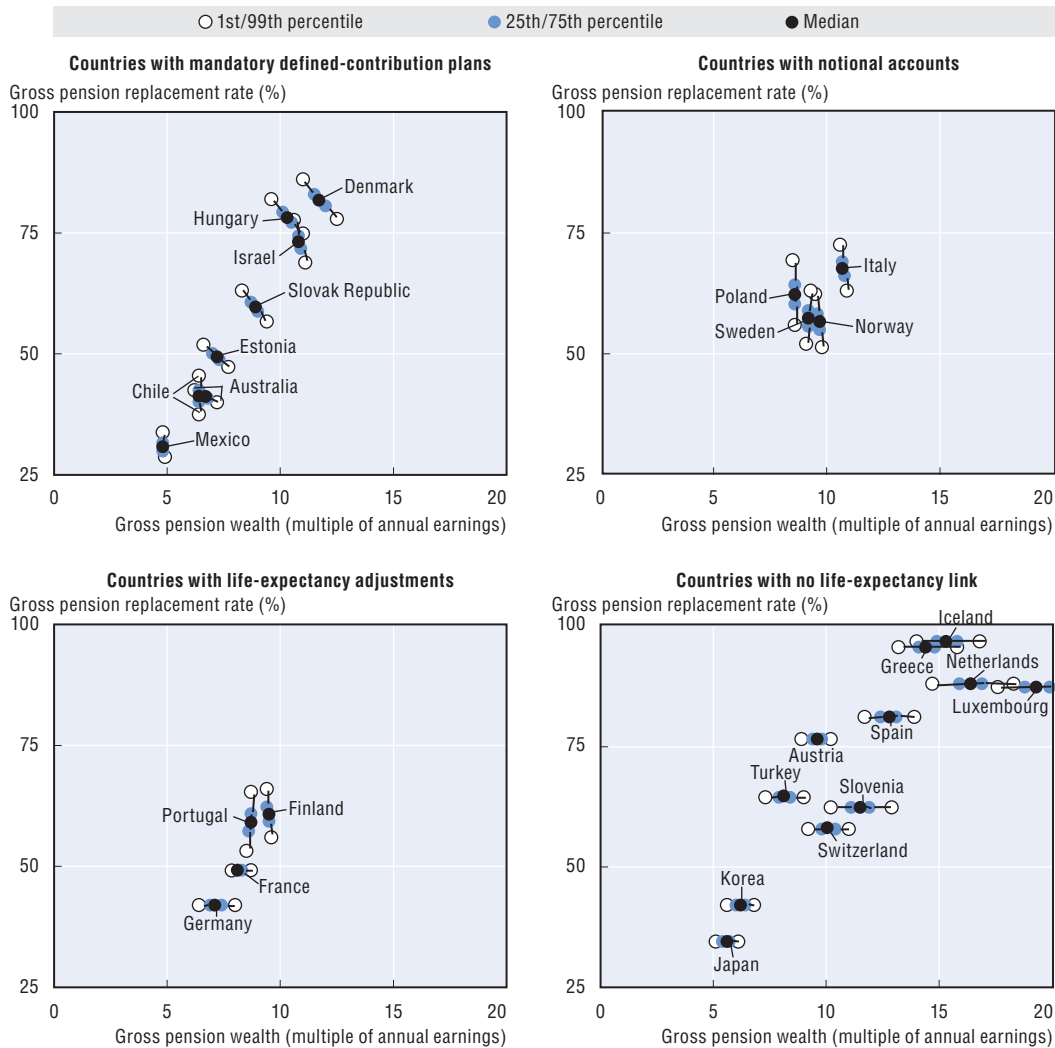 1st/99th percentile 25th/75th percentile Median
Countries with mandatory defined-contribution plans
Gross pension replacement rate (%)
100
Denmark
Hungary
75
Israel
Slovak Republic
Estonia
50
Chile
Australia
Mexico
25
0 5 10 15 20
Gross pension wealth (multiple of annual earnings)
Countries with notional accounts
Gross pension replacement rate (%)
100
75
Italy
Poland
Sweden
Norway
50
25
0 5 10 15 20
Gross pension wealth (multiple of annual earnings)
Countries with life-expectancy adjustments
Gross pension replacement rate (%)
100
75
Portugal
Finland
50
France
Germany
25
0 5 10 15 20
Gross pension wealth (multiple of annual earnings)
Countries with no life-expectancy link
Gross pension replacement rate (%)
Iceland
100
Greece
Netherlands
Luxembourg
Spain
75
Austria
Turkey
Slovenia
Switzerland
50
Korea
Japan
25
0 5 10 15 20
Gross pension wealth (multiple of annual earnings)